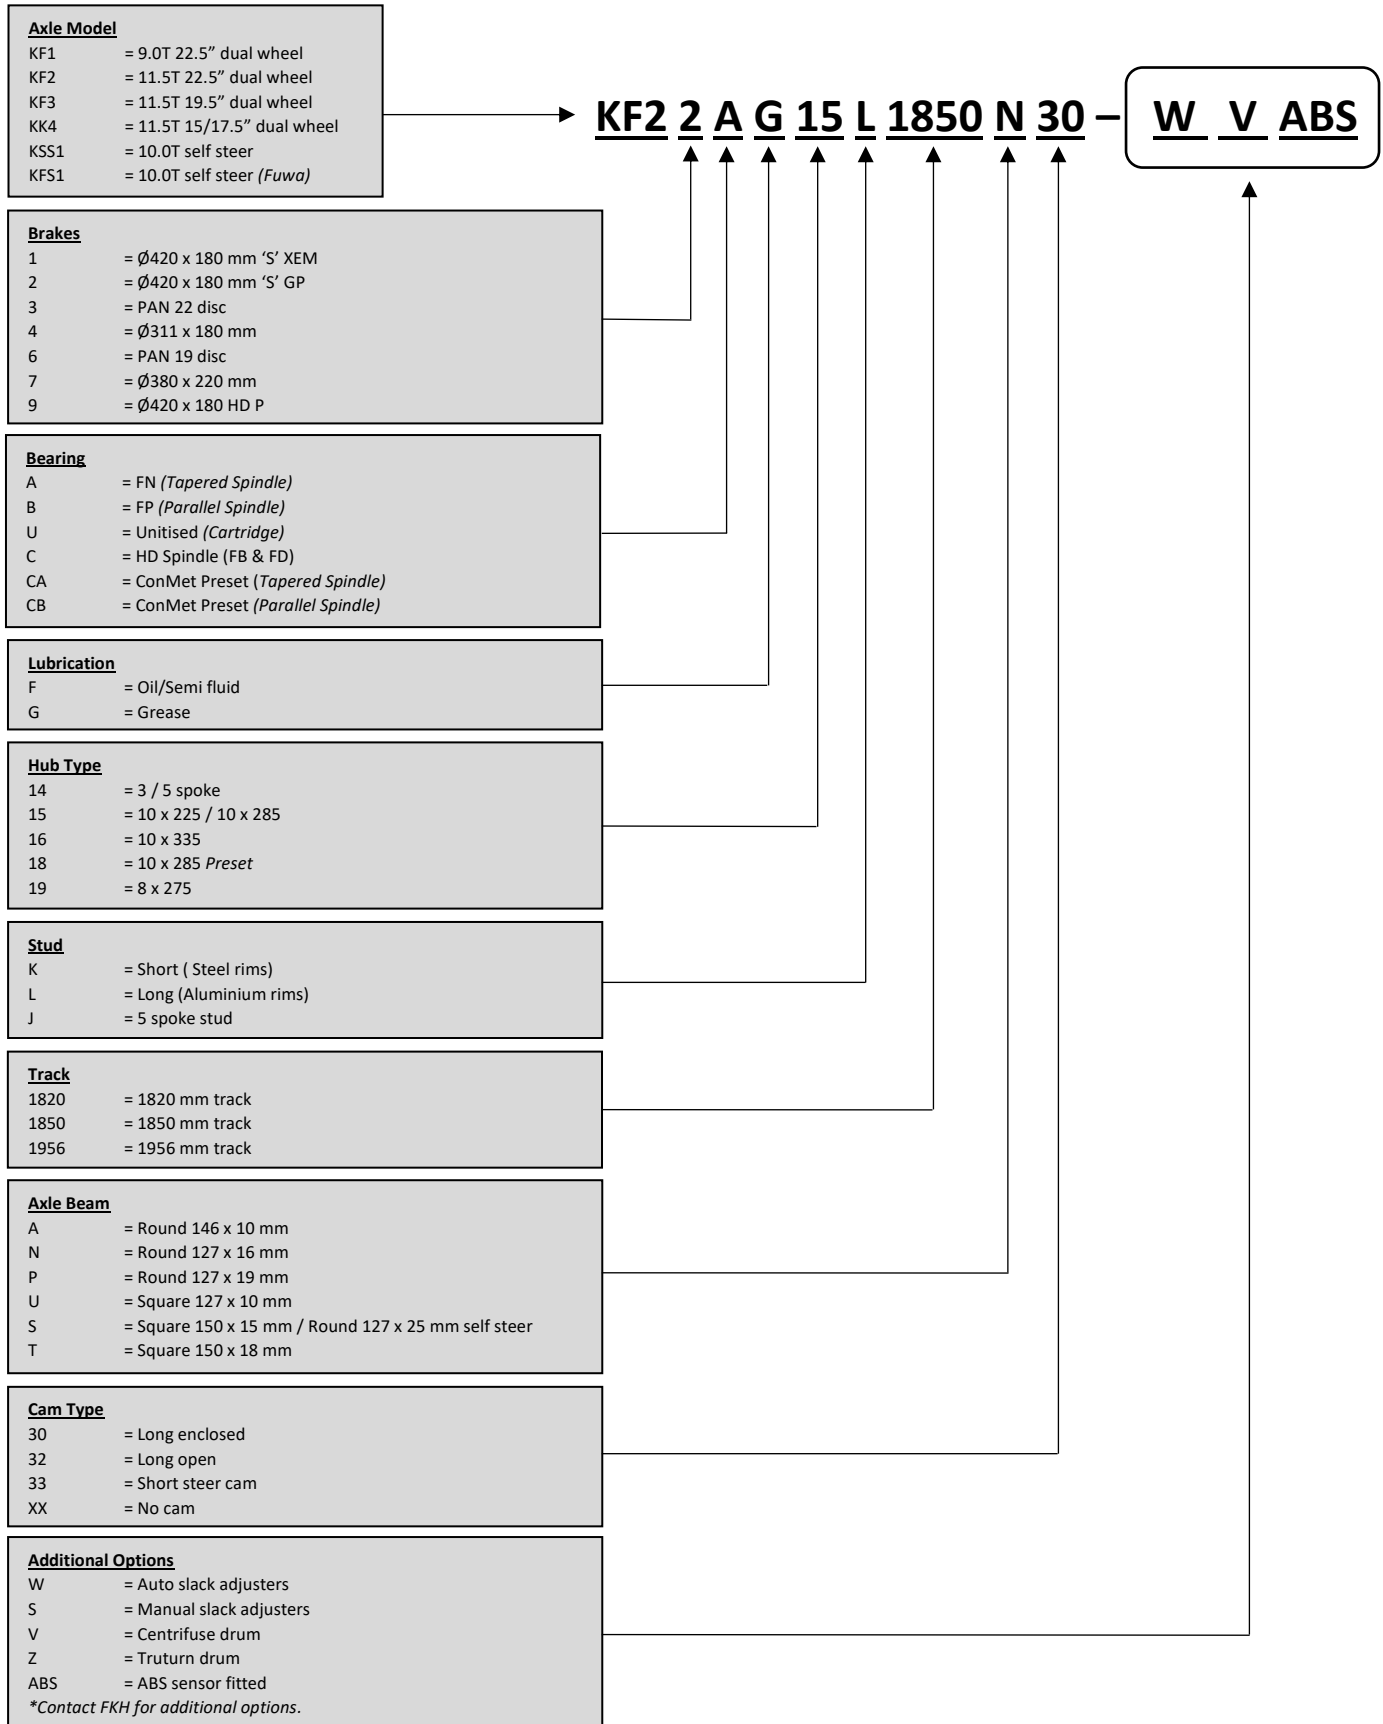 Axle Model
KF1 = 9.0T 22.5” dual wheel
KF2 = 11.5T 22.5” dual wheel
KF3 = 11.5T 19.5” dual wheel
KK4 = 11.5T 15/17.5” dual wheel
KSS1 = 10.0T self steer
KFS1 = 10.0T self steer (Fuwa)
KF2 2 A G 15 L 1850 N 30 – W V ABS
Brakes
1 = Ø420 x 180 mm ‘S’ XEM
2 = Ø420 x 180 mm ‘S’ GP
3 = PAN 22 disc
4 = Ø311 x 180 mm
6 = PAN 19 disc
7 = Ø380 x 220 mm
9 = Ø420 x 180 HD P
Bearing
A = FN (Tapered Spindle)
B = FP (Parallel Spindle)
U = Unitised (Cartridge)
C = HD Spindle (FB & FD)
CA = ConMet Preset (Tapered Spindle)
CB = ConMet Preset (Parallel Spindle)
Lubrication
F = Oil/Semi fluid
G = Grease
Hub Type
14 = 3 / 5 spoke
15 = 10 x 225 / 10 x 285
16 = 10 x 335
18 = 10 x 285 Preset
19 = 8 x 275
Stud
K = Short ( Steel rims)
L = Long (Aluminium rims)
J = 5 spoke stud
Track
1820 = 1820 mm track
1850 = 1850 mm track
1956 = 1956 mm track
Axle Beam
A = Round 146 x 10 mm
N = Round 127 x 16 mm
P = Round 127 x 19 mm
U = Square 127 x 10 mm
S = Square 150 x 15 mm / Round 127 x 25 mm self steer
T = Square 150 x 18 mm
Cam Type
30 = Long enclosed
32 = Long open
33 = Short steer cam
XX = No cam
Additional Options
W = Auto slack adjusters
S = Manual slack adjusters
V = Centrifuse drum
Z = Truturn drum
ABS = ABS sensor fitted
*Contact FKH for additional options.